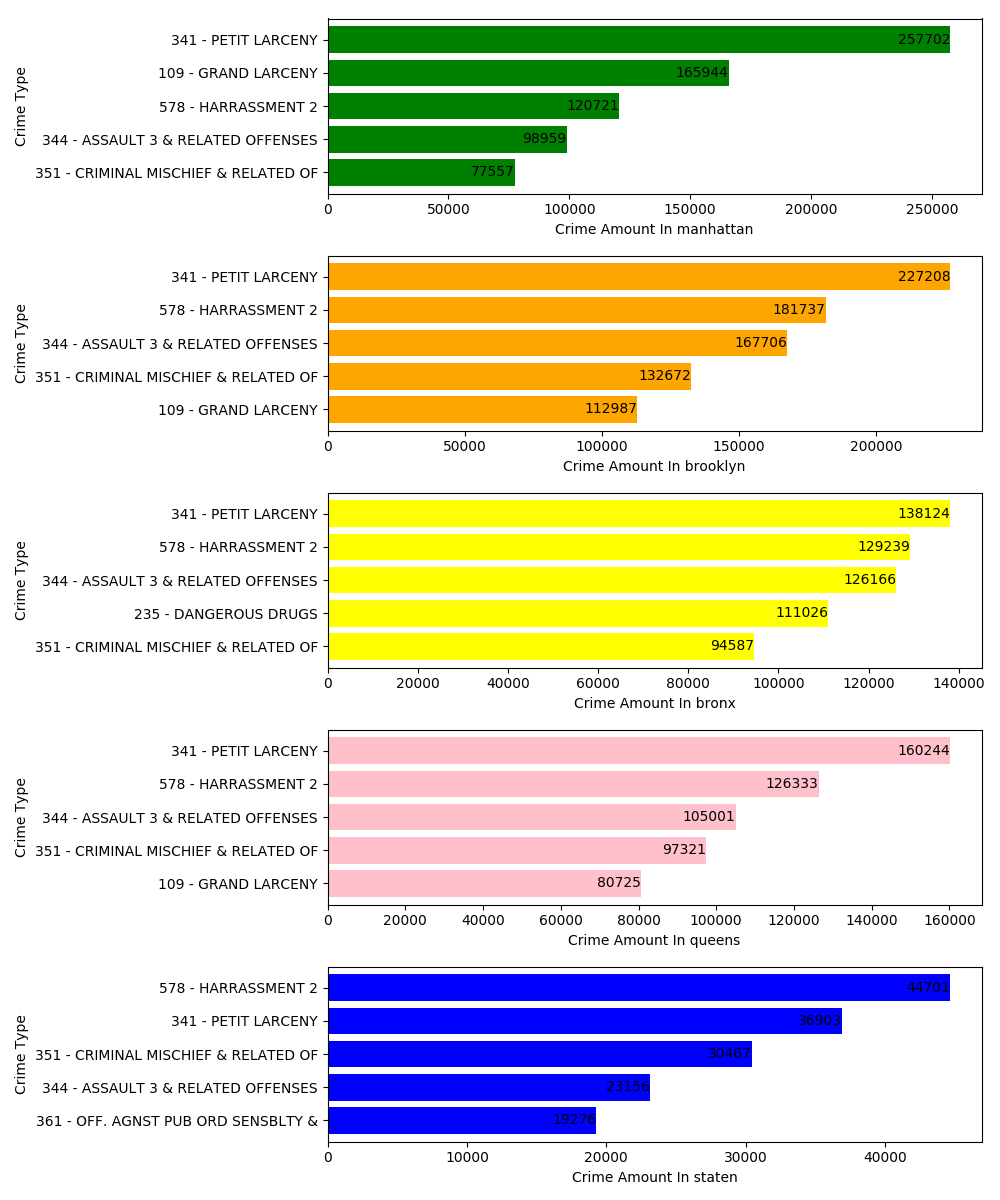 Crime Type
341 - PETIT LARCENY 257702
109 - GRAND LARCENY 165944
578 - HARRASSMENT 2 120721
344 - ASSAULT 3 & RELATED OFFENSES 98959
351 - CRIMINAL MISCHIEF & RELATED OF 77557
0 50000 100000 150000 200000 250000
Crime Amount In manhattan
Crime Type
341 - PETIT LARCENY 227208
578 - HARRASSMENT 2 181737
344 - ASSAULT 3 & RELATED OFFENSES 167706
351 - CRIMINAL MISCHIEF & RELATED OF 132672
109 - GRAND LARCENY 112987
0 50000 100000 150000 200000
Crime Amount In brooklyn
Crime Type
341 - PETIT LARCENY 138124
578 - HARRASSMENT 2 129239
344 - ASSAULT 3 & RELATED OFFENSES 126166
235 - DANGEROUS DRUGS 111026
351 - CRIMINAL MISCHIEF & RELATED OF 94587
0 20000 40000 60000 80000 100000 120000 140000
Crime Amount In bronx
Crime Type
341 - PETIT LARCENY 160244
578 - HARRASSMENT 2 126333
344 - ASSAULT 3 & RELATED OFFENSES 105001
351 - CRIMINAL MISCHIEF & RELATED OF 97321
109 - GRAND LARCENY 80725
0 20000 40000 60000 80000 100000 120000 140000 160000
Crime Amount In queens
Crime Type
578 - HARRASSMENT 2 44701
341 - PETIT LARCENY 36903
351 - CRIMINAL MISCHIEF & RELATED OF 30467
344 - ASSAULT 3 & RELATED OFFENSES 23156
361 - OFF. AGNST PUB ORD SENSBLTY & 19276
0 10000 20000 30000 40000
Crime Amount In staten